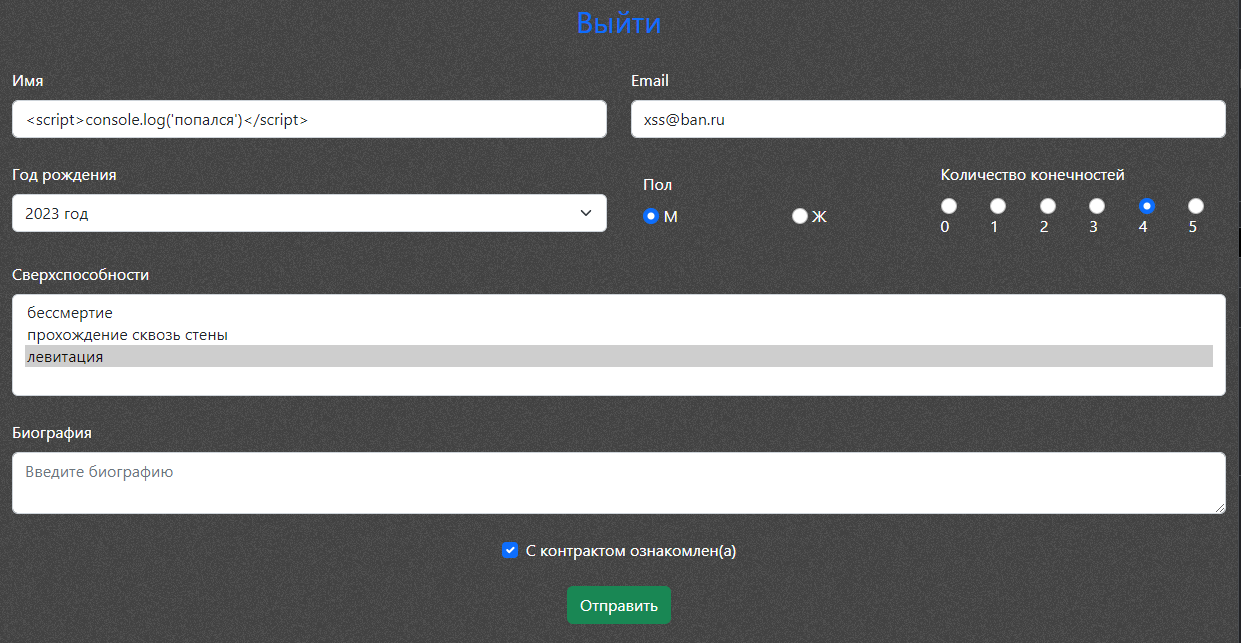 Выйти
Имя
Email
<script>console.log('попался')</script>
xss@ban.ru
Год рождения
Пол
Количество конечностей
2023 год
М
Ж
0 1 2 3 4 5
Сверхспособности
бессмертие
прохождение сквозь стены
левитация
Биография
Введите биографию
С контрактом ознакомлен(а)
Отправить